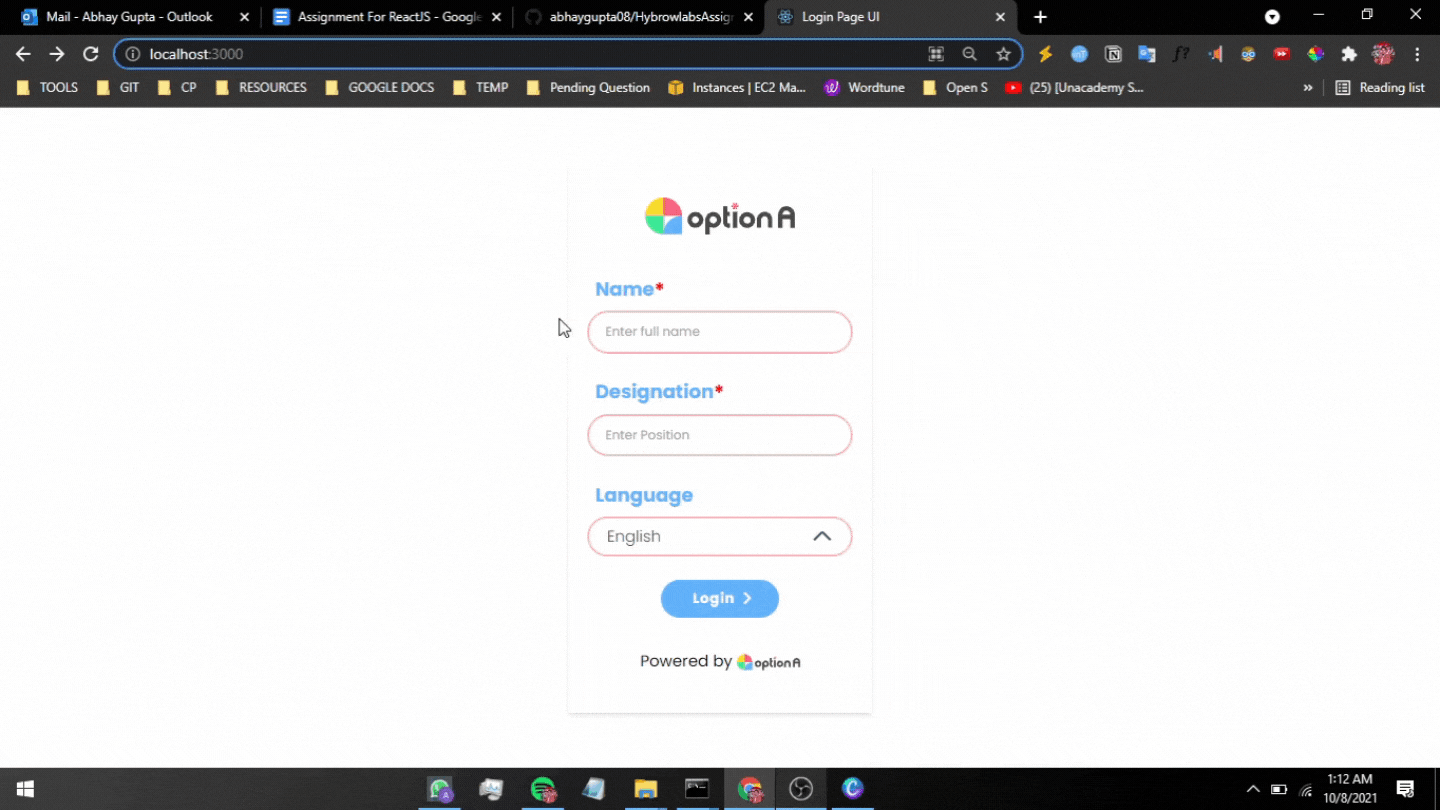 Mail - Abhay Gupta - Outlook
Assignment For ReactJS - Google
abhaygupta08/HybrowlabsAssig
Login Page UI
localhost:3000
TOOLS
GIT
CP
RESOURCES
GOOGLE DOCS
TEMP
Pending Question
Instances | EC2 Ma...
Wordtune
Open S
(25) [Unacademy S...
»
Reading list
option A
Name*
Enter full name
Designation*
Enter Position
Language
English
Login
Powered by optionA
1:12 AM
10/8/2021